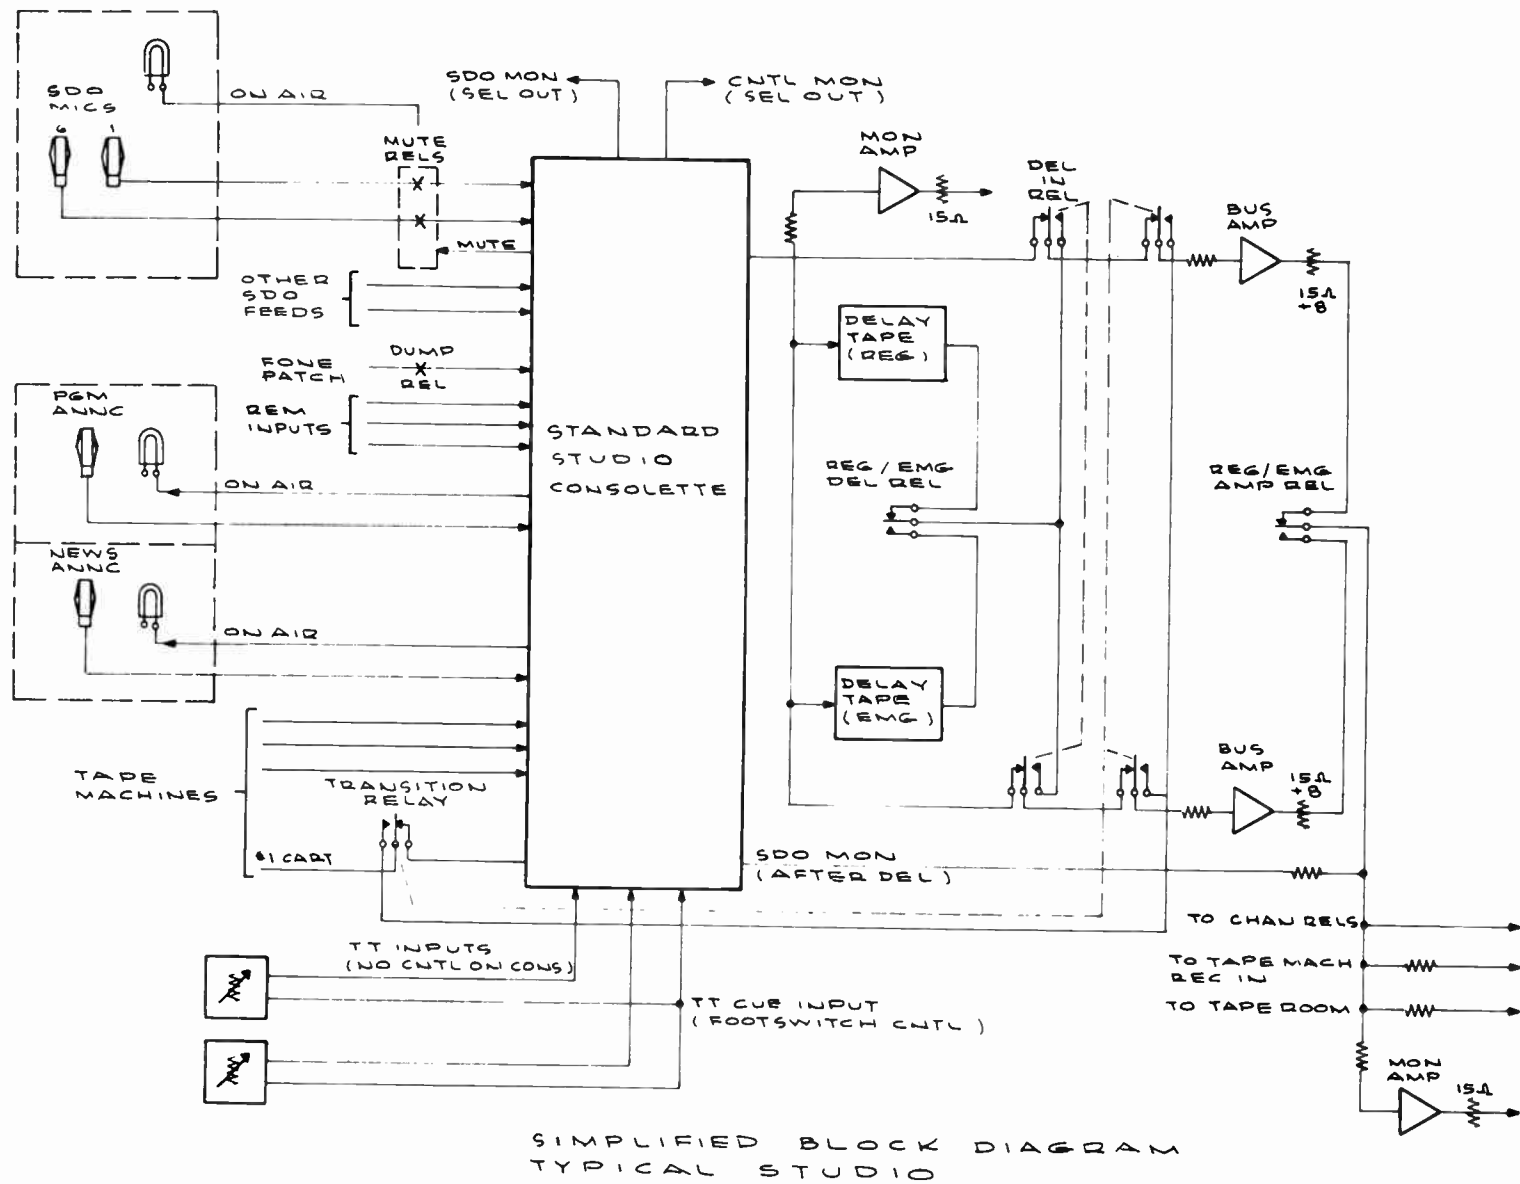 SDO MICS
6 1
ON AIR
MUTE RELS
MUTE
SDO MON
(SEL OUT)
CNTL MON
(SEL OUT)
OTHER
SDO
FEEDS
FONE
PATCH
DUMP
REL
REM
INPUTS
PGM
ANNC
ON AIR
NEWS
ANNC
ON AIR
TAPE
MACHINES
TRANSITION
RELAY
#1 CART
STANDARD
STUDIO
CONSOLETTE
MON
AMP
15Ω
DEL
IN
REL
BUS
AMP
15Ω
+8
DELAY
TAPE
(REG)
REG/EMG
DEL REL
REG/EMG
AMP REL
DELAY
TAPE
(EMG)
BUS
AMP
15Ω
+8
SDO MON
(AFTER DEL)
TO CHAN RELS
TO TAPE MACH
REC IN
TO TAPE ROOM
MON
AMP
15Ω
TT INPUTS
(NO CNTL ON CONS)
TT CUE INPUT
(FOOTSWITCH CNTL)
SIMPLIFIED BLOCK DIAGRAM
TYPICAL STUDIO